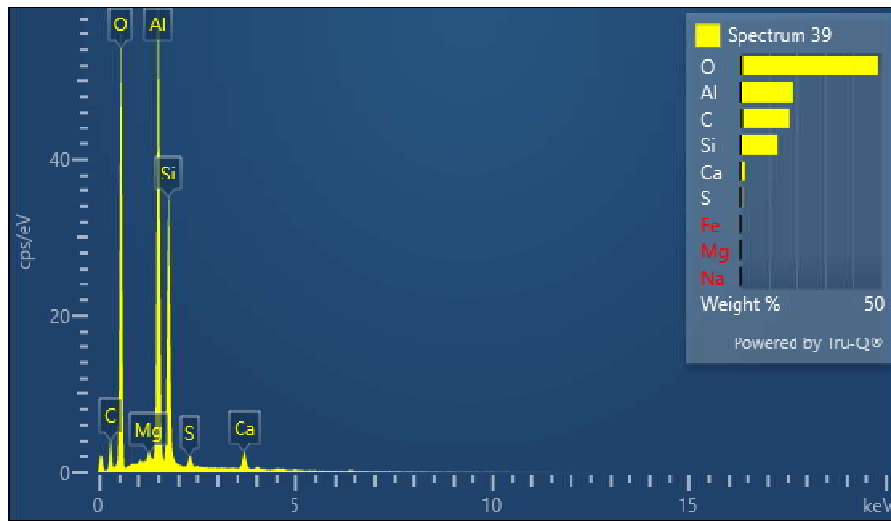 O Al
Si
C
Mg
S
Ca
cps/eV
40
20
0
0 5 10 15 keV
Spectrum 39
O
Al
C
Si
Ca
S
Fe
Mg
Na
Weight % 50
Powered by Tru-Q®